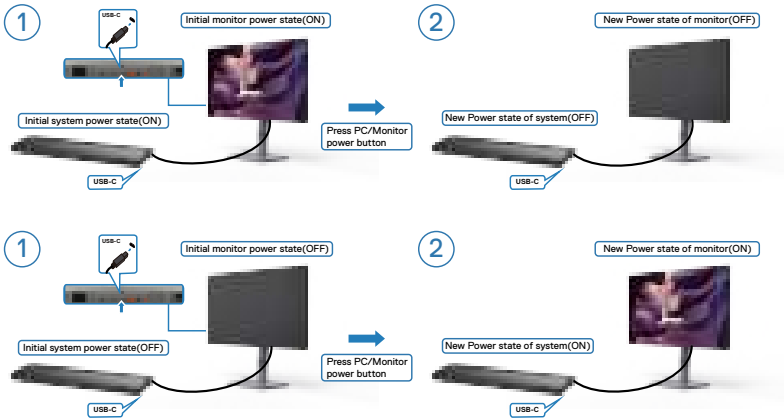 1
USB-C
Initial monitor power state(ON)
Initial system power state(ON)
USB-C
Press PC/Monitor
power button
2
New Power state of monitor(OFF)
New Power state of system(OFF)
USB-C
1
USB-C
Initial monitor power state(OFF)
Initial system power state(OFF)
USB-C
Press PC/Monitor
power button
2
New Power state of monitor(ON)
New Power state of system(ON)
USB-C